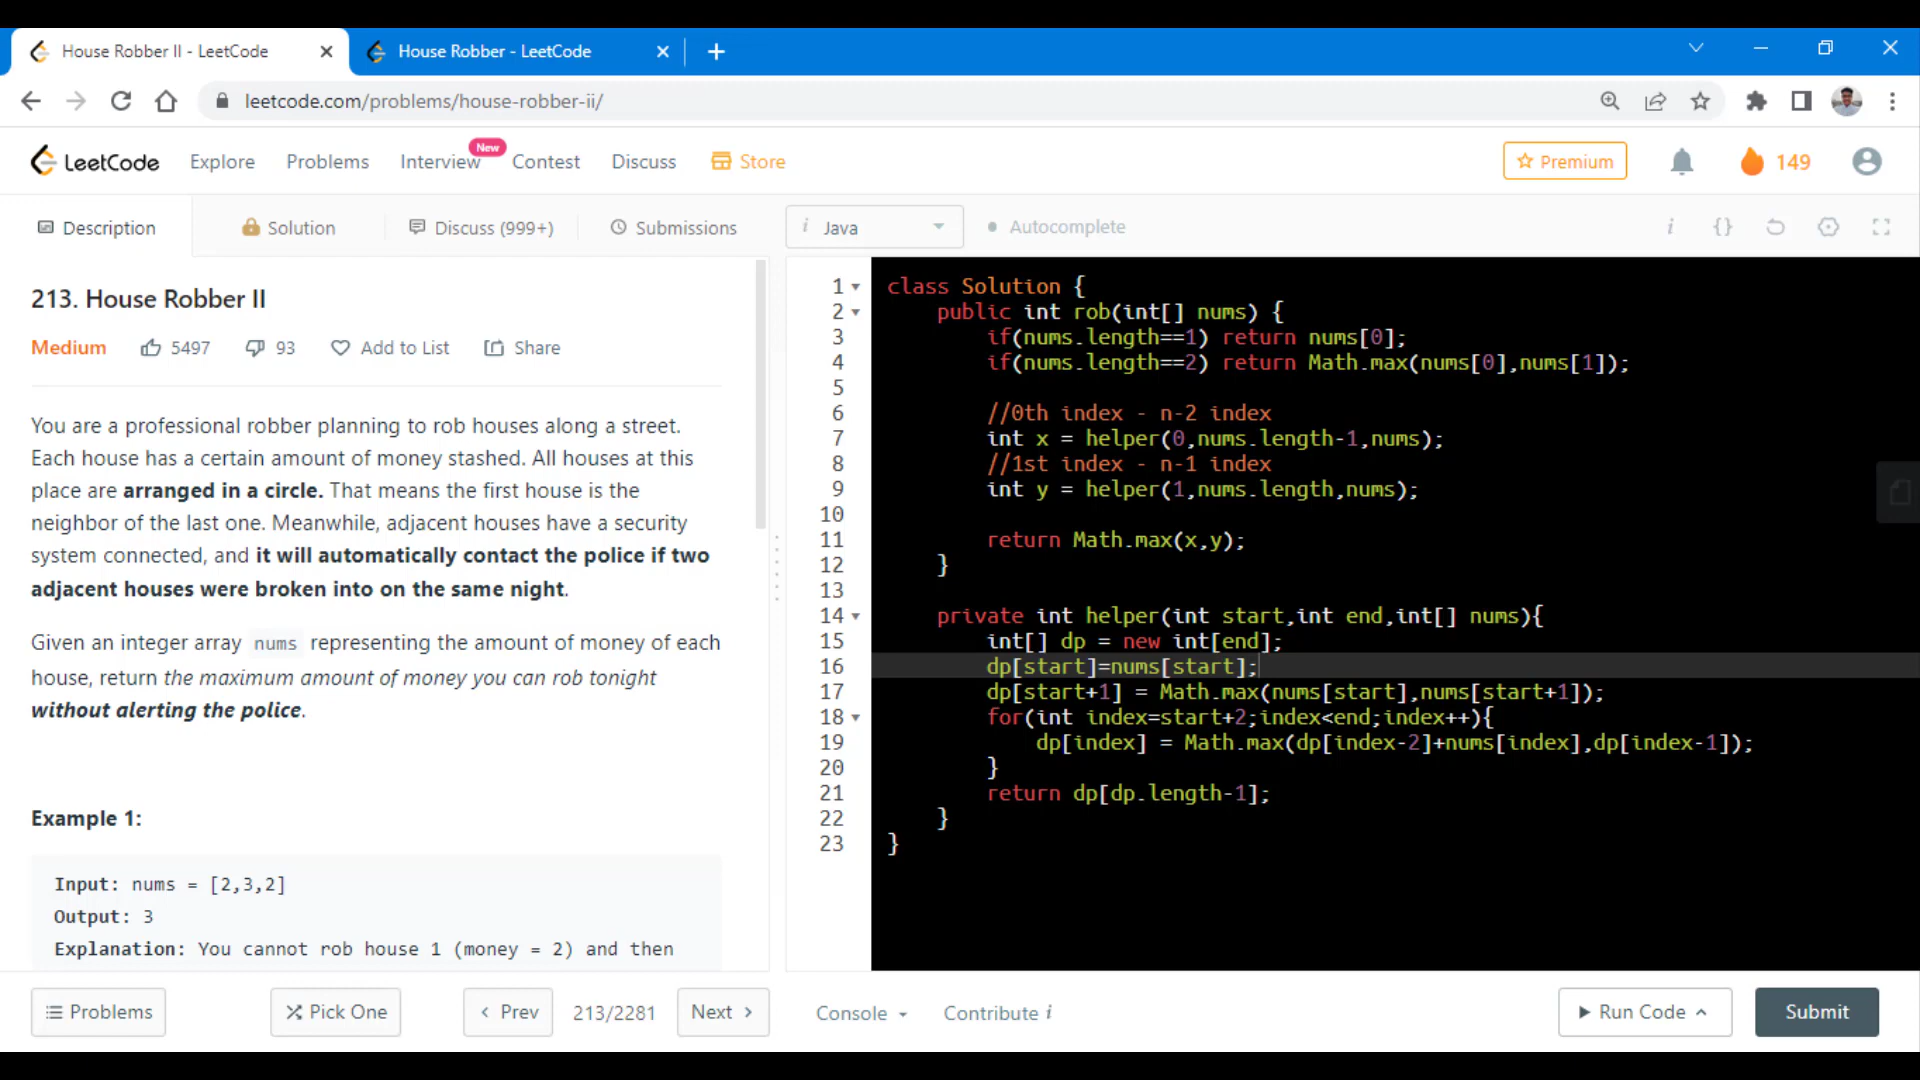 House Robber II - LeetCode
House Robber - LeetCode
leetcode.com/problems/house-robber-ii/
LeetCode
Explore
Problems
Interview
New
Contest
Discuss
Store
Premium
149
Description
Solution
Discuss (999+)
Submissions
i Java
Autocomplete
i
{}
213. House Robber II
Medium
5497
93
Add to List
Share
You are a professional robber planning to rob houses along a street.
Each house has a certain amount of money stashed. All houses at this
place are arranged in a circle. That means the first house is the
neighbor of the last one. Meanwhile, adjacent houses have a security
system connected, and it will automatically contact the police if two
adjacent houses were broken into on the same night.
Given an integer array nums representing the amount of money of each
house, return the maximum amount of money you can rob tonight
without alerting the police.
Example 1:
Input: nums = [2,3,2]
Output: 3
Explanation: You cannot rob house 1 (money = 2) and then
1 class Solution {
2 public int rob(int[] nums) {
3 if(nums.length==1) return nums[0];
4 if(nums.length==2) return Math.max(nums[0],nums[1]);
5
6 //0th index - n-2 index
7 int x = helper(0,nums.length-1,nums);
8 //1st index - n-1 index
9 int y = helper(1,nums.length,nums);
10
11 return Math.max(x,y);
12 }
13
14 private int helper(int start,int end,int[] nums){
15 int[] dp = new int[end];
16 dp[start]=nums[start];
17 dp[start+1] = Math.max(nums[start],nums[start+1]);
18 for(int index=start+2;index<end;index++){
19 dp[index] = Math.max(dp[index-2]+nums[index],dp[index-1]);
20 }
21 return dp[dp.length-1];
22 }
23 }
Problems
Pick One
Prev
213/2281
Next
Console
Contribute i
Run Code
Submit